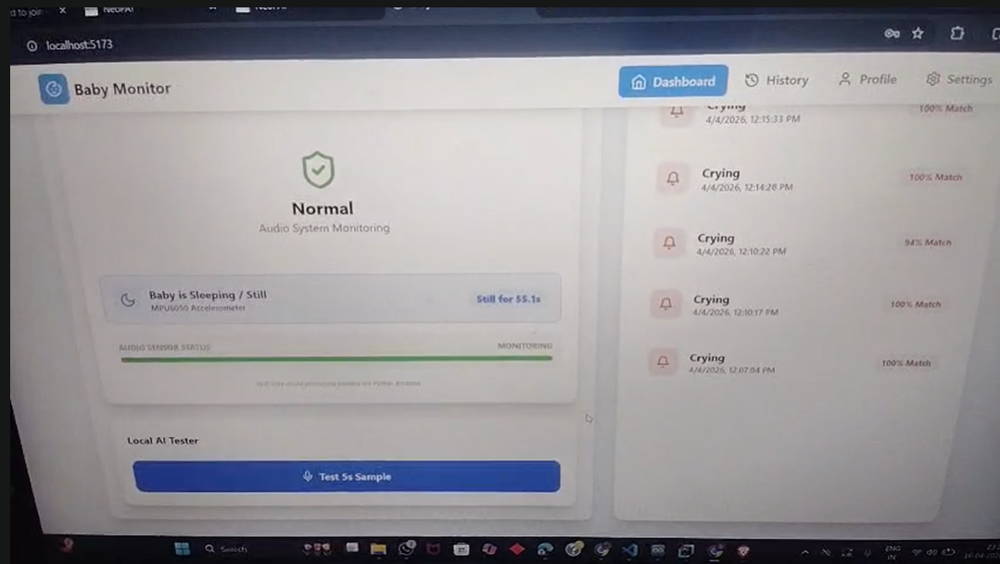 d to join
localhost:5173
Baby Monitor
Dashboard
History
Profile
Settings
Normal
Audio System Monitoring
Baby is Sleeping / Still
MPU6050 Accelerometer
Still for 55.1s
AUDIO SENSOR STATUS
MONITORING
Local AI Tester
Test 5s Sample
Crying
4/4/2026, 12:15:33 PM
100% Match
Crying
4/4/2026, 12:14:28 PM
100% Match
Crying
4/4/2026, 12:10:22 PM
94% Match
Crying
4/4/2026, 12:10:17 PM
100% Match
Crying
4/4/2026, 12:07:04 PM
100% Match
Search
ENG
IN